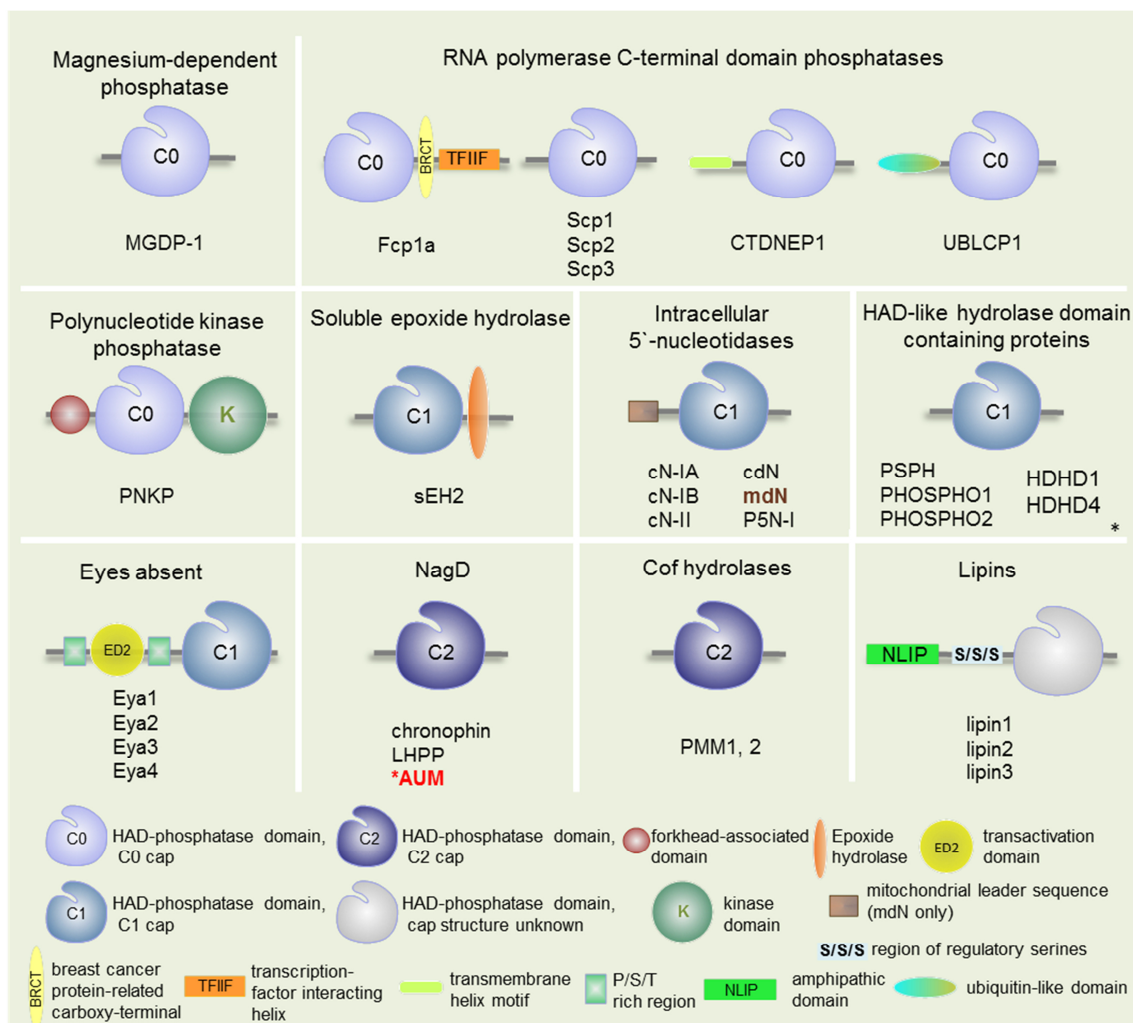 Magnesium-dependent
phosphatase
C0
MGDP-1
RNA polymerase C-terminal domain phosphatases
C0
BRCT
TFIIF
Fcp1a
C0
Scp1
Scp2
Scp3
C0
CTDNEP1
C0
UBLCP1
Polynucleotide kinase
phosphatase
C0
K
PNKP
Soluble epoxide hydrolase
C1
sEH2
Intracellular
5`-nucleotidases
C1
cN-IA cdN
cN-IB mdN
cN-II P5N-I
HAD-like hydrolase domain
containing proteins
C1
PSPH
PHOSPHO1
PHOSPHO2
HDHD1
HDHD4
*
Eyes absent
ED2
C1
Eya1
Eya2
Eya3
Eya4
NagD
C2
chronophin
LHPP
*AUM
Cof hydrolases
C2
PMM1, 2
Lipins
NLIP
S/S/S
lipin1
lipin2
lipin3
C0
HAD-phosphatase domain,
C0 cap
C2
HAD-phosphatase domain,
C2 cap
forkhead-associated
domain
Epoxide
hydrolase
ED2
transactivation
domain
C1
HAD-phosphatase domain,
C1 cap
HAD-phosphatase domain,
cap structure unknown
K
kinase
domain
mitochondrial leader sequence
(mdN only)
S/S/S region of regulatory serines
BRCT
breast cancer
protein-related
carboxy-terminal
TFIIF
transcription-
factor interacting
helix
transmembrane
helix motif
P/S/T
rich region
NLIP
amphipathic
domain
ubiquitin-like domain